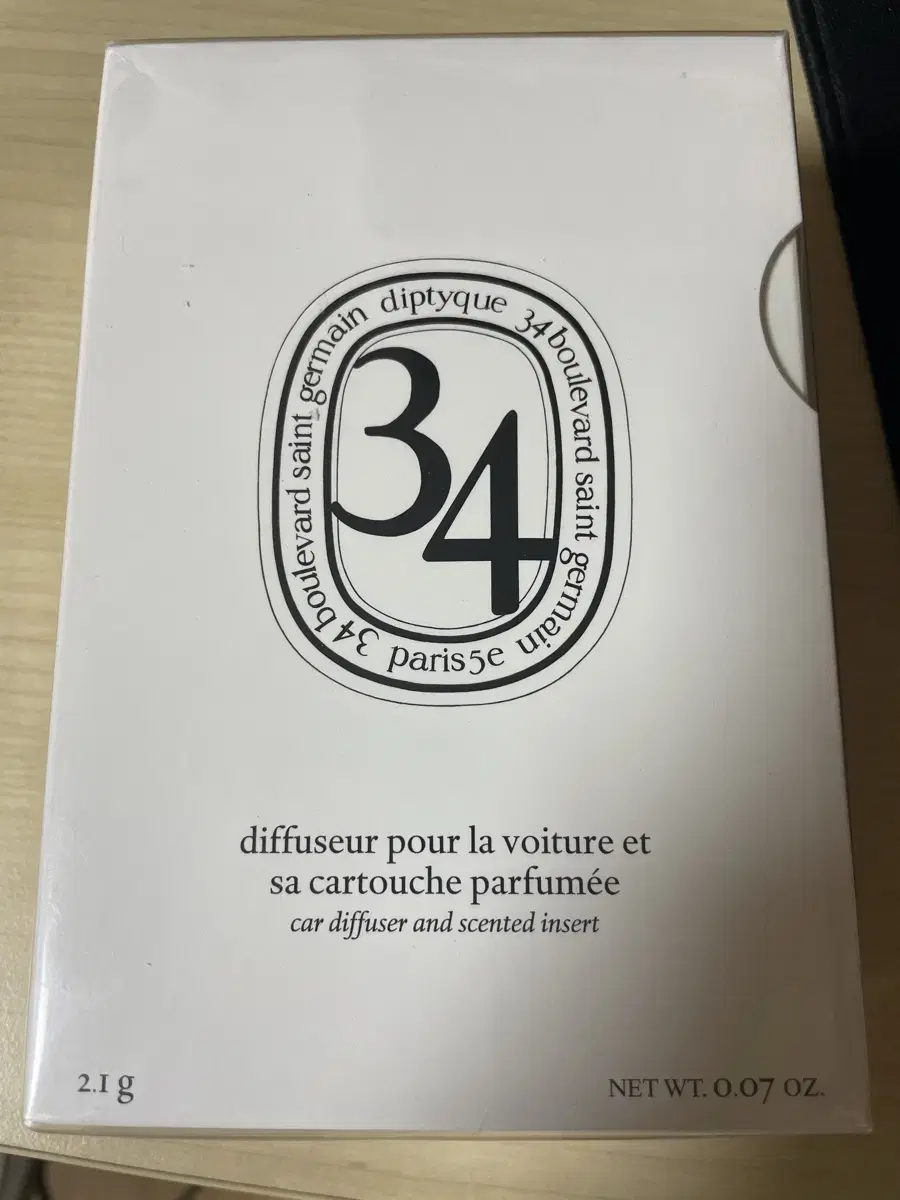 diptyque
34 boulevard saint germain
34 boulevard saint germain
paris 5e
34
diffuseur pour la voiture et
sa cartouche parfumée
car diffuser and scented insert
2.1 g
NET WT. 0.07 OZ.